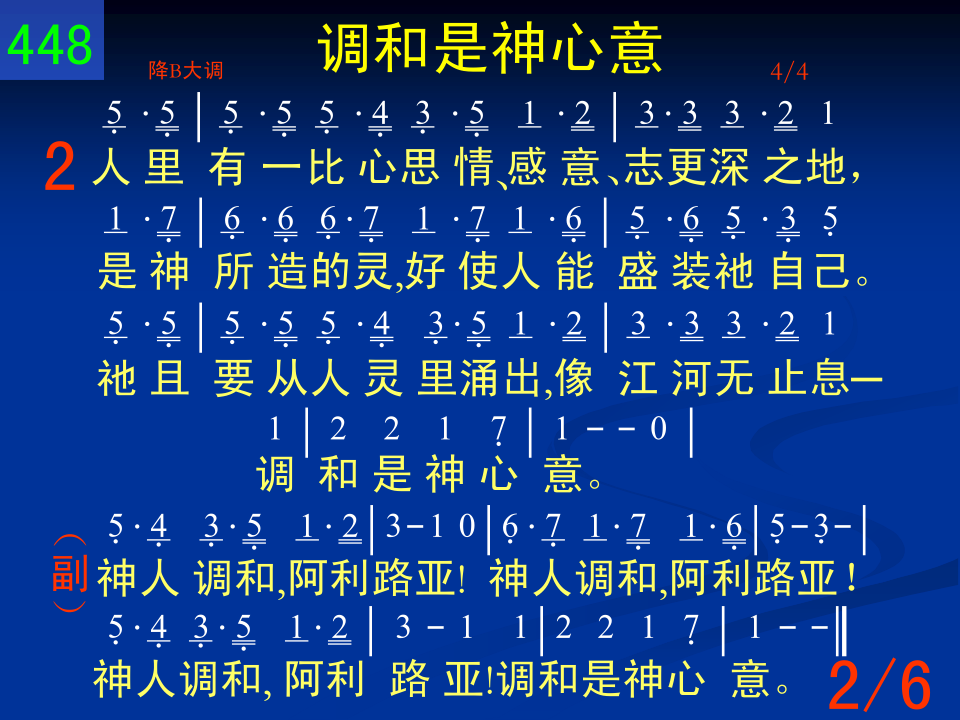 448
调和是神心意
降B大调
4/4
5 · 5 | 5 · 5 5 · 4 3 · 5 1 · 2 | 3 · 3 3 · 2 1
2
人里有一比心思情、感意、志更深之地，
1 · 7 | 6 · 6 6 · 7 1 · 7 1 · 6 | 5 · 6 5 · 3 5
是神所造的灵,好使人能盛装祂自己。
5 · 5 | 5 · 5 5 · 4 3 · 5 1 · 2 | 3 · 3 3 · 2 1
祂且要从人灵里涌出,像江河无止息─
1 | 2 2 1 7 | 1 - - 0 |
调和是神心意。
5 · 4 3 · 5 1 · 2 | 3 - 1 0 | 6 · 7 1 · 7 1 · 6 | 5 - 3 - |
（副）
神人调和,阿利路亚! 神人调和,阿利路亚！
5 · 4 3 · 5 1 · 2 | 3 - 1 1 | 2 2 1 7 | 1 - - ‖
神人调和, 阿利路亚!调和是神心意。
2/6